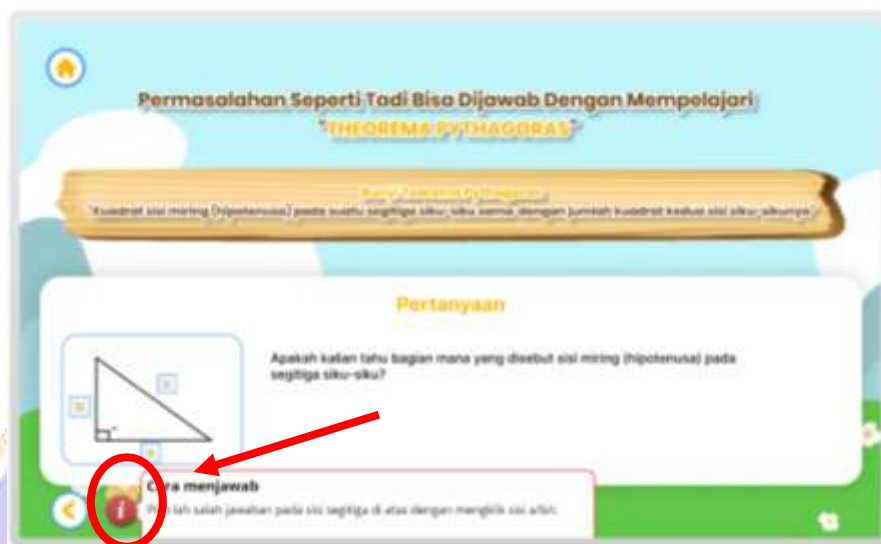 Permasalahan Seperti Tadi Bisa Dijawab Dengan Mempelajari
"THEOREMA PYTHAGORAS"
"Kuadrat sisi miring (hipotenusa) pada suatu segitiga siku-siku sama dengan jumlah kuadrat kedua sisi siku-sikunya"
Pertanyaan
Apakah kalian tahu bagian mana yang disebut sisi miring (hipotenusa) pada
segitiga siku-siku?
Cara menjawab
lah salah jawaban pada sisi segitiga di atas dengan mengklik sisi a/b/c